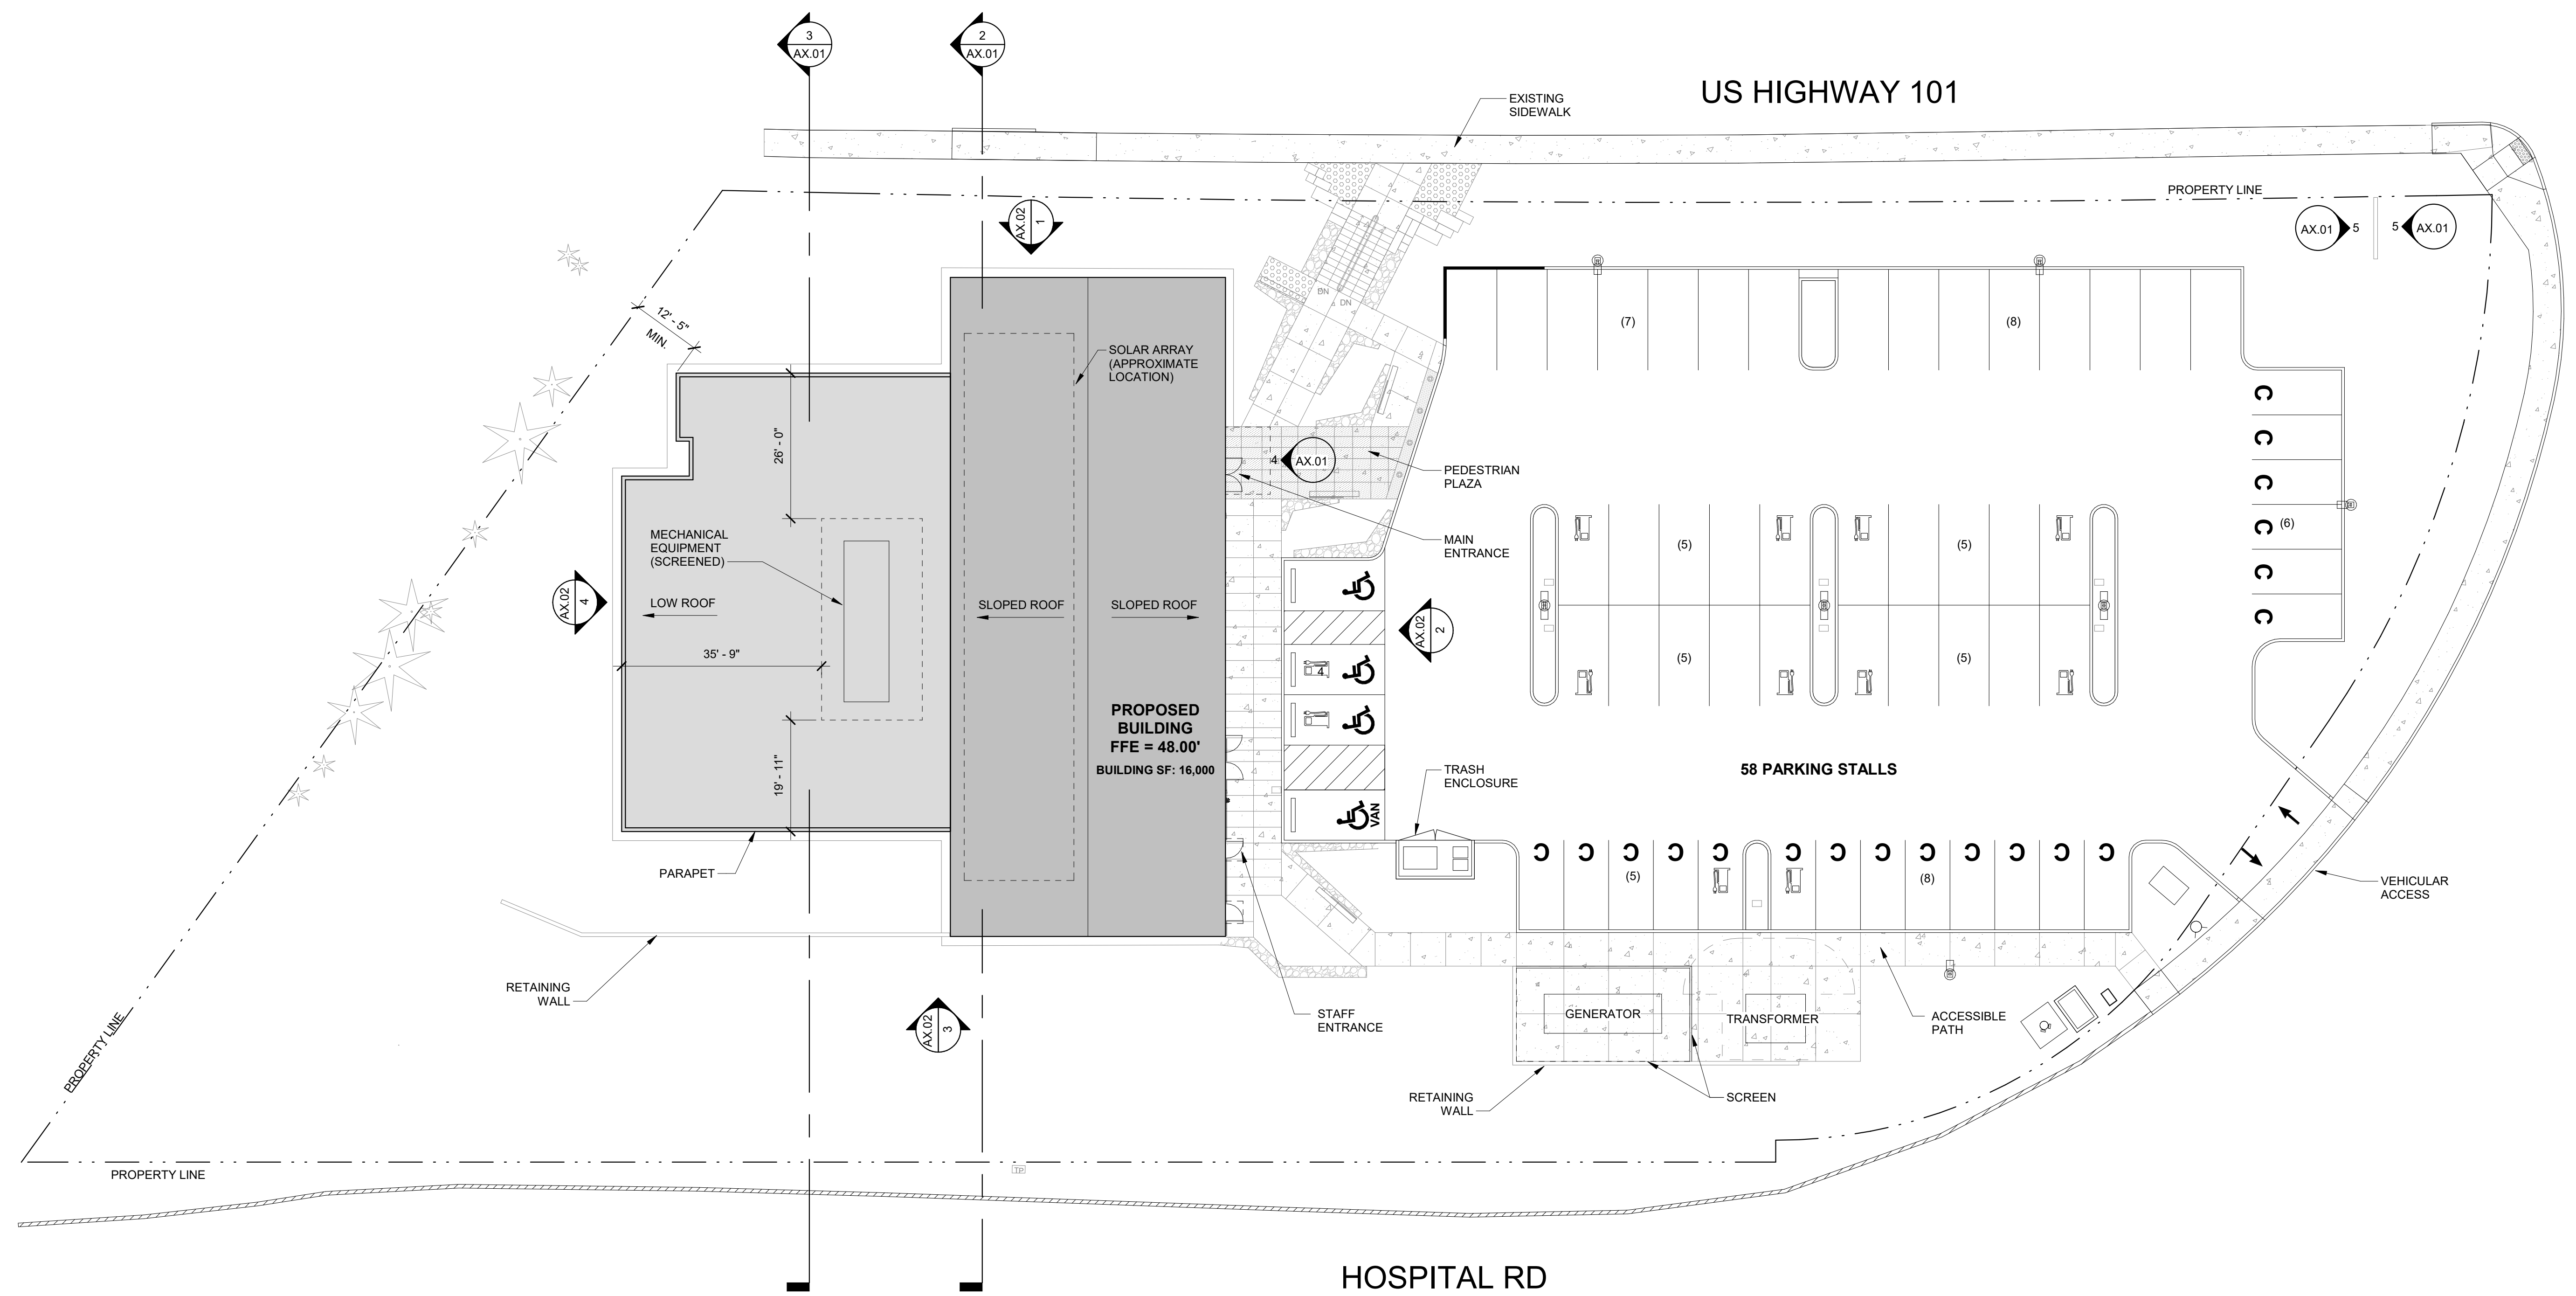 3
AX.01
2
AX.01
US HIGHWAY 101
EXISTING
SIDEWALK
PROPERTY LINE
AX.02
1
AX.01
5
5
AX.01
DN
DN
12' - 5"
MIN.
(7)
(8)
SOLAR ARRAY
(APPROXIMATE
LOCATION)
C
C
C
C
C
C
(6)
26' - 0"
4
AX.01
PEDESTRIAN
PLAZA
MAIN
ENTRANCE
MECHANICAL
EQUIPMENT
(SCREENED)
(5)
(5)
AX.02
4
LOW ROOF
SLOPED ROOF
SLOPED ROOF
AX.02
2
35' - 9"
4
(5)
(5)
PROPOSED
BUILDING
FFE = 48.00'
BUILDING SF: 16,000
19' - 11"
TRASH
ENCLOSURE
58 PARKING STALLS
VAN
C
C
C
C
C
C
C
C
C
C
C
C
C
(5)
(8)
PARAPET
VEHICULAR
ACCESS
RETAINING
WALL
AX.02
3
STAFF
ENTRANCE
GENERATOR
TRANSFORMER
ACCESSIBLE
PATH
PROPERTY LINE
RETAINING
WALL
SCREEN
PROPERTY LINE
TP
HOSPITAL RD